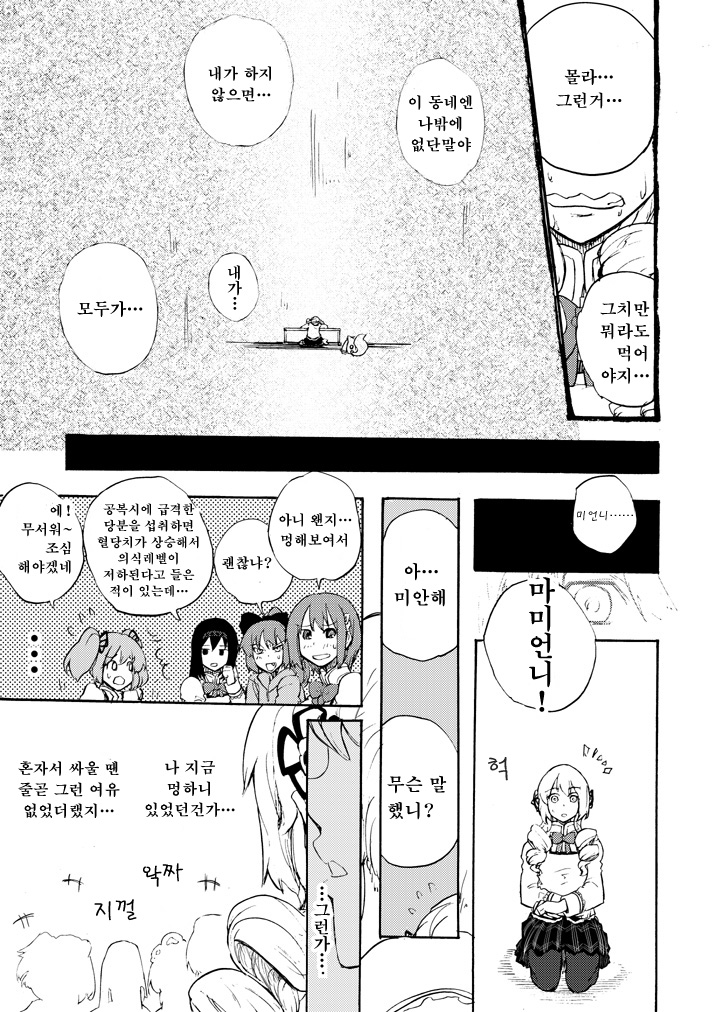 몰라…
그런거…
그치만
뭐라도
먹어
야지…
이 동네엔
나밖에
없단말야
내가 하지
않으면…
내
가…
모두가…
미언니……
마미언니!
헉
아…
미안해
무슨 말
했니?
아니 왠지…
멍해보여서
괜찮냐?
공복시에 급격한
당분을 섭취하면
혈당치가 상승해서
의식레벨이
저하된다고 들은
적이 있는데…
에!
무서워~
조심
해야겠네
…그런가…
나 지금
멍하니
있었던건가…
혼자서 싸울 땐
줄곧 그런 여유
없었더랬지…
왁짜
지껄